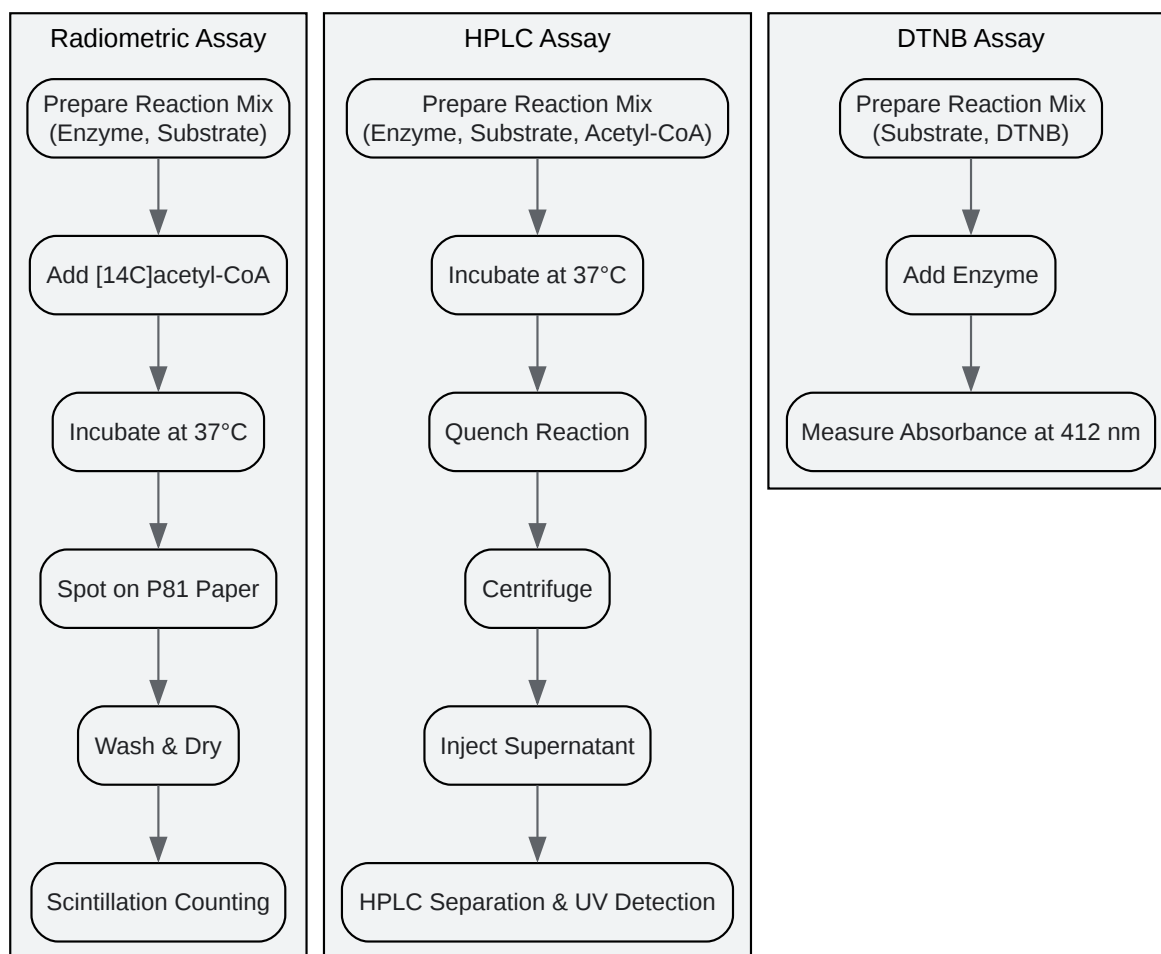 Radiometric Assay
Prepare Reaction Mix
(Enzyme, Substrate)
Add [14C]acetyl-CoA
Incubate at 37°C
Spot on P81 Paper
Wash & Dry
Scintillation Counting
HPLC Assay
Prepare Reaction Mix
(Enzyme, Substrate, Acetyl-CoA)
Incubate at 37°C
Quench Reaction
Centrifuge
Inject Supernatant
HPLC Separation & UV Detection
DTNB Assay
Prepare Reaction Mix
(Substrate, DTNB)
Add Enzyme
Measure Absorbance at 412 nm